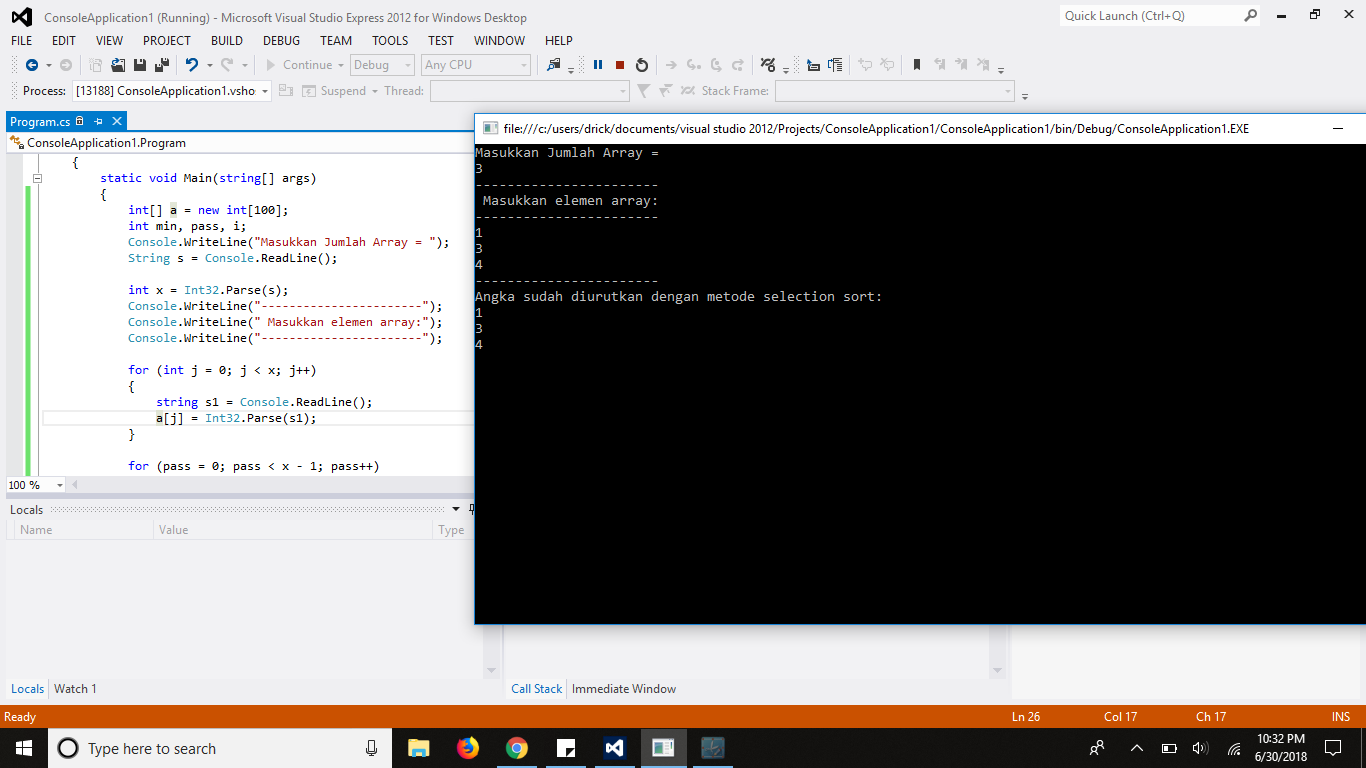 ConsoleApplication1 (Running) - Microsoft Visual Studio Express 2012 for Windows Desktop
Quick Launch (Ctrl+Q)
FILE EDIT VIEW PROJECT BUILD DEBUG TEAM TOOLS TEST WINDOW HELP
Continue Debug Any CPU
Process: [13188] ConsoleApplication1.vsho Suspend Thread: Stack Frame:
Program.cs
ConsoleApplication1.Program
{
static void Main(string[] args)
{
int[] a = new int[100];
int min, pass, i;
Console.WriteLine("Masukkan Jumlah Array = ");
String s = Console.ReadLine();
int x = Int32.Parse(s);
Console.WriteLine("-----------------------");
Console.WriteLine(" Masukkan elemen array:");
Console.WriteLine("-----------------------");
for (int j = 0; j < x; j++)
{
string s1 = Console.ReadLine();
a[j] = Int32.Parse(s1);
}
for (pass = 0; pass < x - 1; pass++)
100 %
file:///c:/users/drick/documents/visual studio 2012/Projects/ConsoleApplication1/ConsoleApplication1/bin/Debug/ConsoleApplication1.EXE
Masukkan Jumlah Array =
3
-----------------------
Masukkan elemen array:
-----------------------
1
3
4
-----------------------
Angka sudah diurutkan dengan metode selection sort:
1
3
4
Locals
Name Value Type
Locals Watch 1
Call Stack Immediate Window
Ready Ln 26 Col 17 Ch 17 INS
Type here to search
10:32 PM
6/30/2018